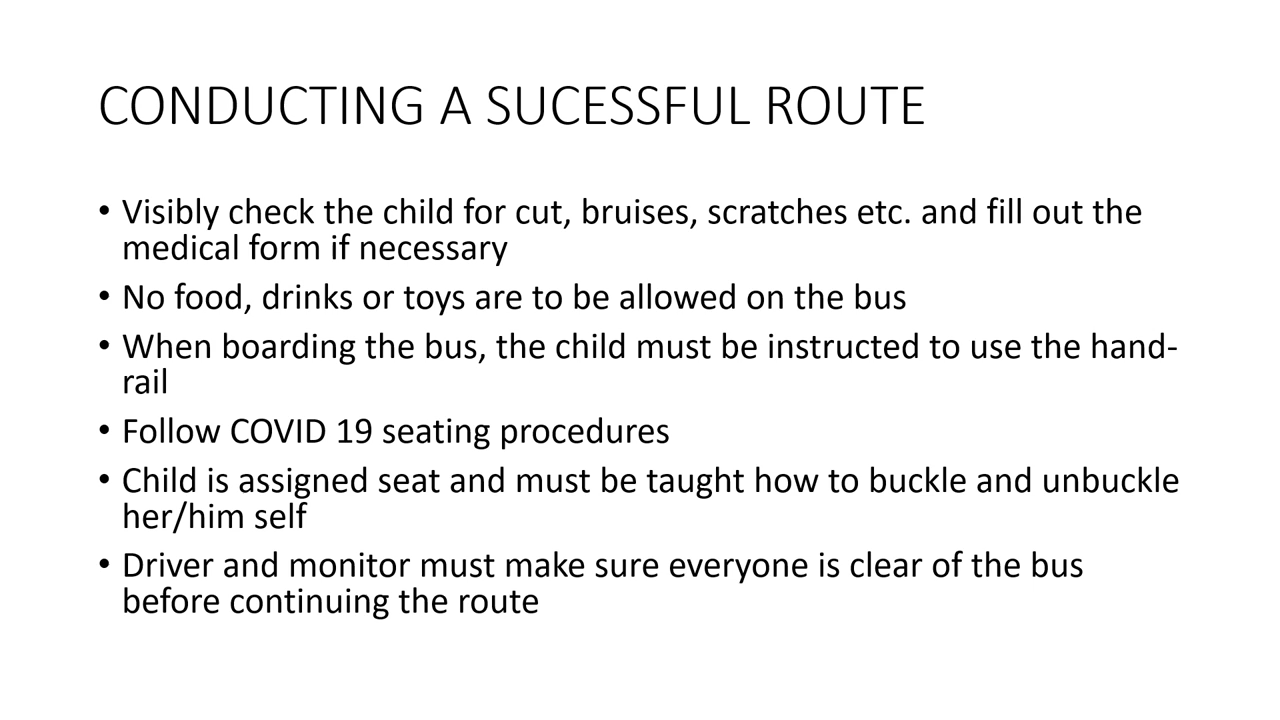 CONDUCTING A SUCESSFUL ROUTE
• Visibly check the child for cut, bruises, scratches etc. and fill out the
medical form if necessary
• No food, drinks or toys are to be allowed on the bus
• When boarding the bus, the child must be instructed to use the hand-
rail
• Follow COVID 19 seating procedures
• Child is assigned seat and must be taught how to buckle and unbuckle
her/him self
• Driver and monitor must make sure everyone is clear of the bus
before continuing the route